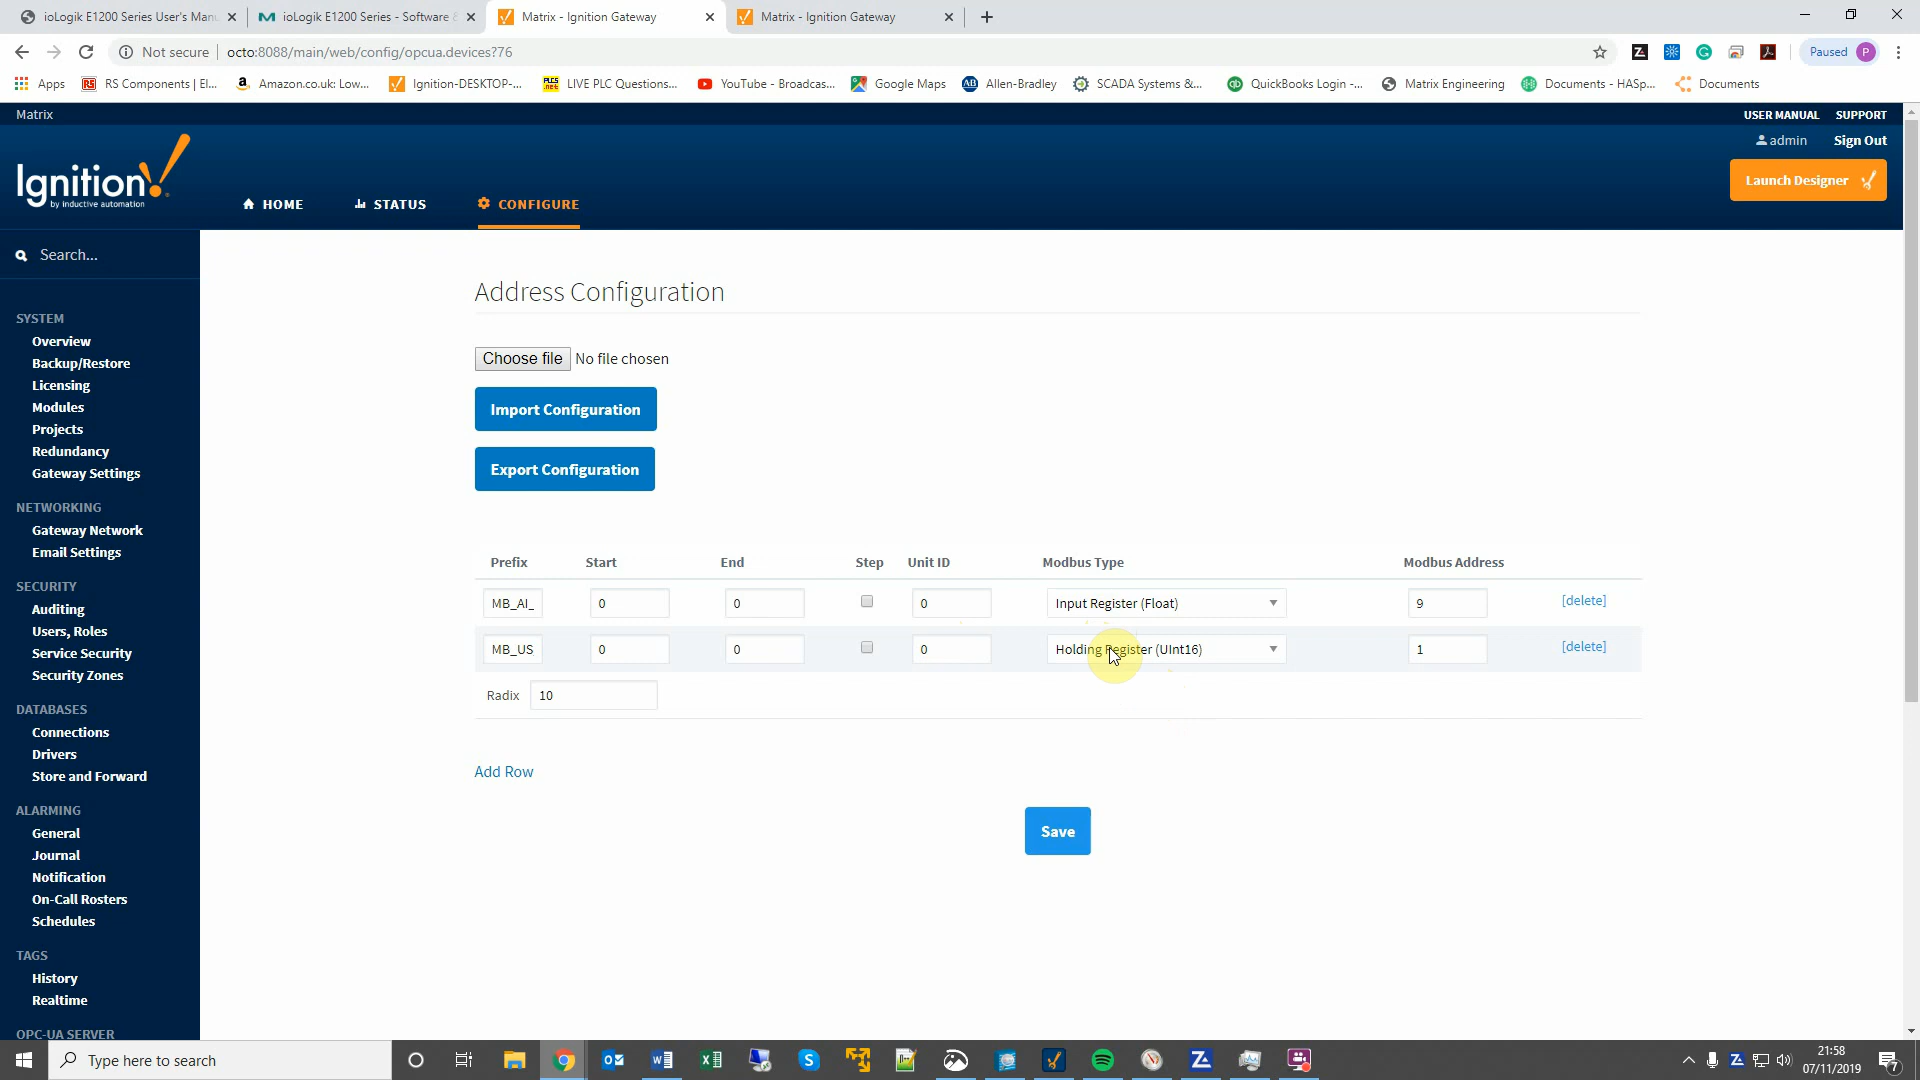 ioLogik E1200 Series User's Manu
ioLogik E1200 Series - Software &
Matrix - Ignition Gateway
Matrix - Ignition Gateway
Not secure
octo:8088/main/web/config/opcua.devices?76
Paused
P
Apps
RS Components | El...
Amazon.co.uk: Low...
Ignition-DESKTOP-...
LIVE PLC Questions...
YouTube - Broadcas...
Google Maps
Allen-Bradley
SCADA Systems &...
QuickBooks Login -...
Matrix Engineering
Documents - HASp...
Documents
Matrix
USER MANUAL
SUPPORT
Ignition!
by inductive automation
HOME
STATUS
CONFIGURE
admin
Sign Out
Launch Designer
Search...
SYSTEM
Overview
Backup/Restore
Licensing
Modules
Projects
Redundancy
Gateway Settings
NETWORKING
Gateway Network
Email Settings
SECURITY
Auditing
Users, Roles
Service Security
Security Zones
DATABASES
Connections
Drivers
Store and Forward
ALARMING
General
Journal
Notification
On-Call Rosters
Schedules
TAGS
History
Realtime
OPC-UA SERVER
Address Configuration
Choose file No file chosen
Import Configuration
Export Configuration
Prefix Start End Step Unit ID Modbus Type Modbus Address
MB_AI_ 0 0 0 Input Register (Float) 9 [delete]
MB_US 0 0 0 Holding Register (UInt16) 1 [delete]
Radix 10
Add Row
Save
Type here to search
21:58
07/11/2019
7